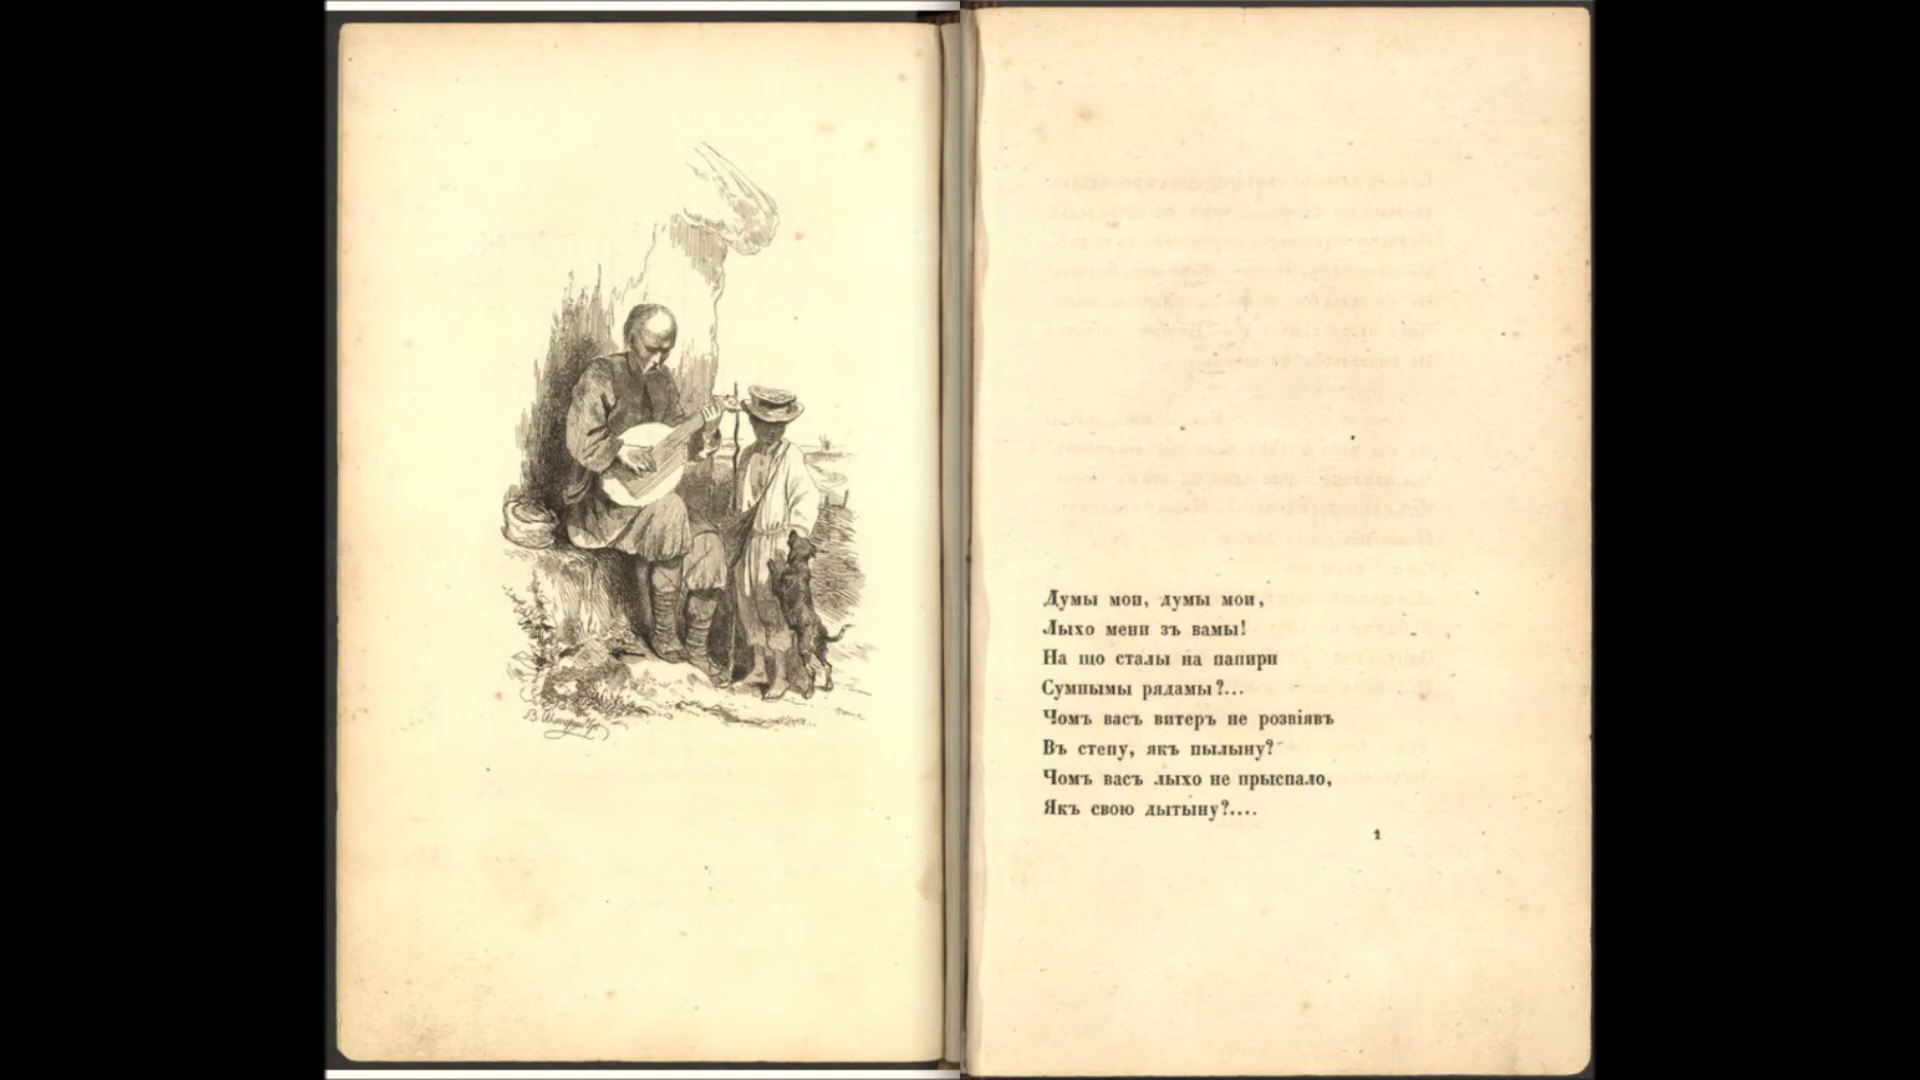 Думы мои, думы мои,
Лыхо мени зъ вамы!
На що сталы на папири
Сумнымы рядамы?...
Чомъ васъ витеръ не розвіявъ
Въ степу, якъ пылыну?
Чомъ васъ лыхо не прыспало,
Якъ свою дытыну?....
1